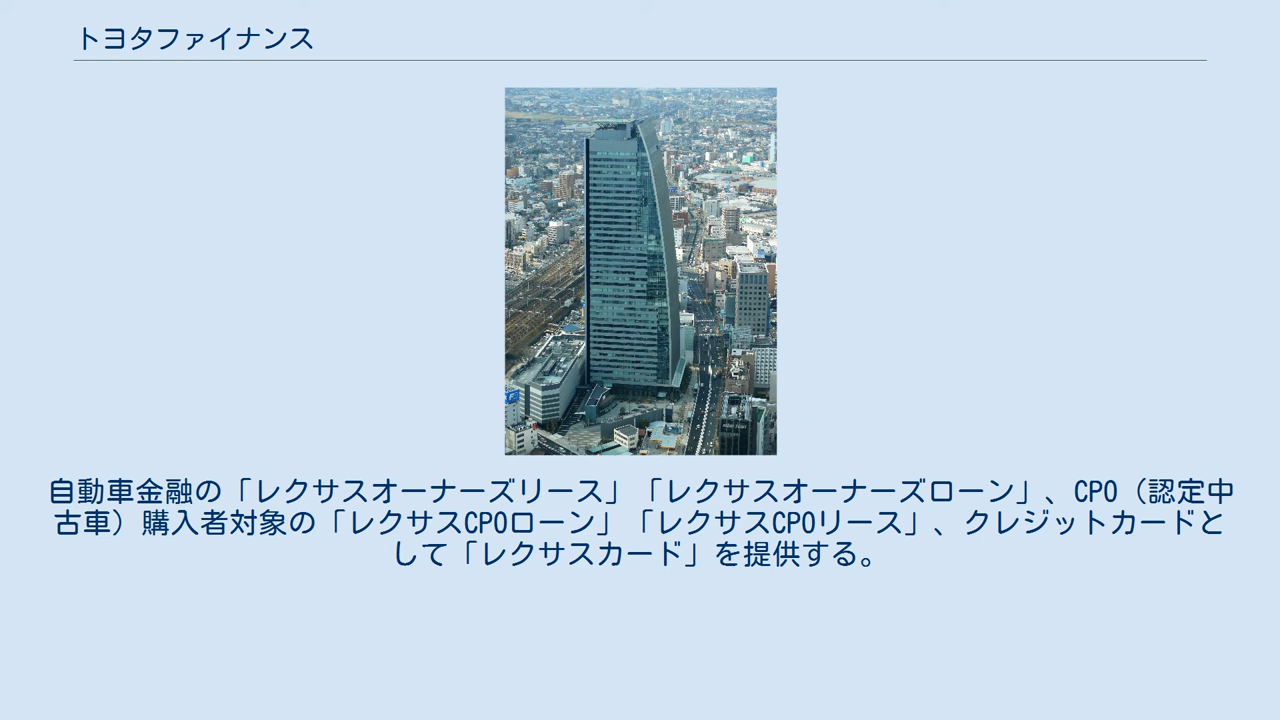 トヨタファイナンス
自動車金融の「レクサスオーナーズリース」「レクサスオーナーズローン」、CPO（認定中
古車）購入者対象の「レクサスCPOローン」「レクサスCPOリース」、クレジットカードと
して「レクサスカード」を提供する。